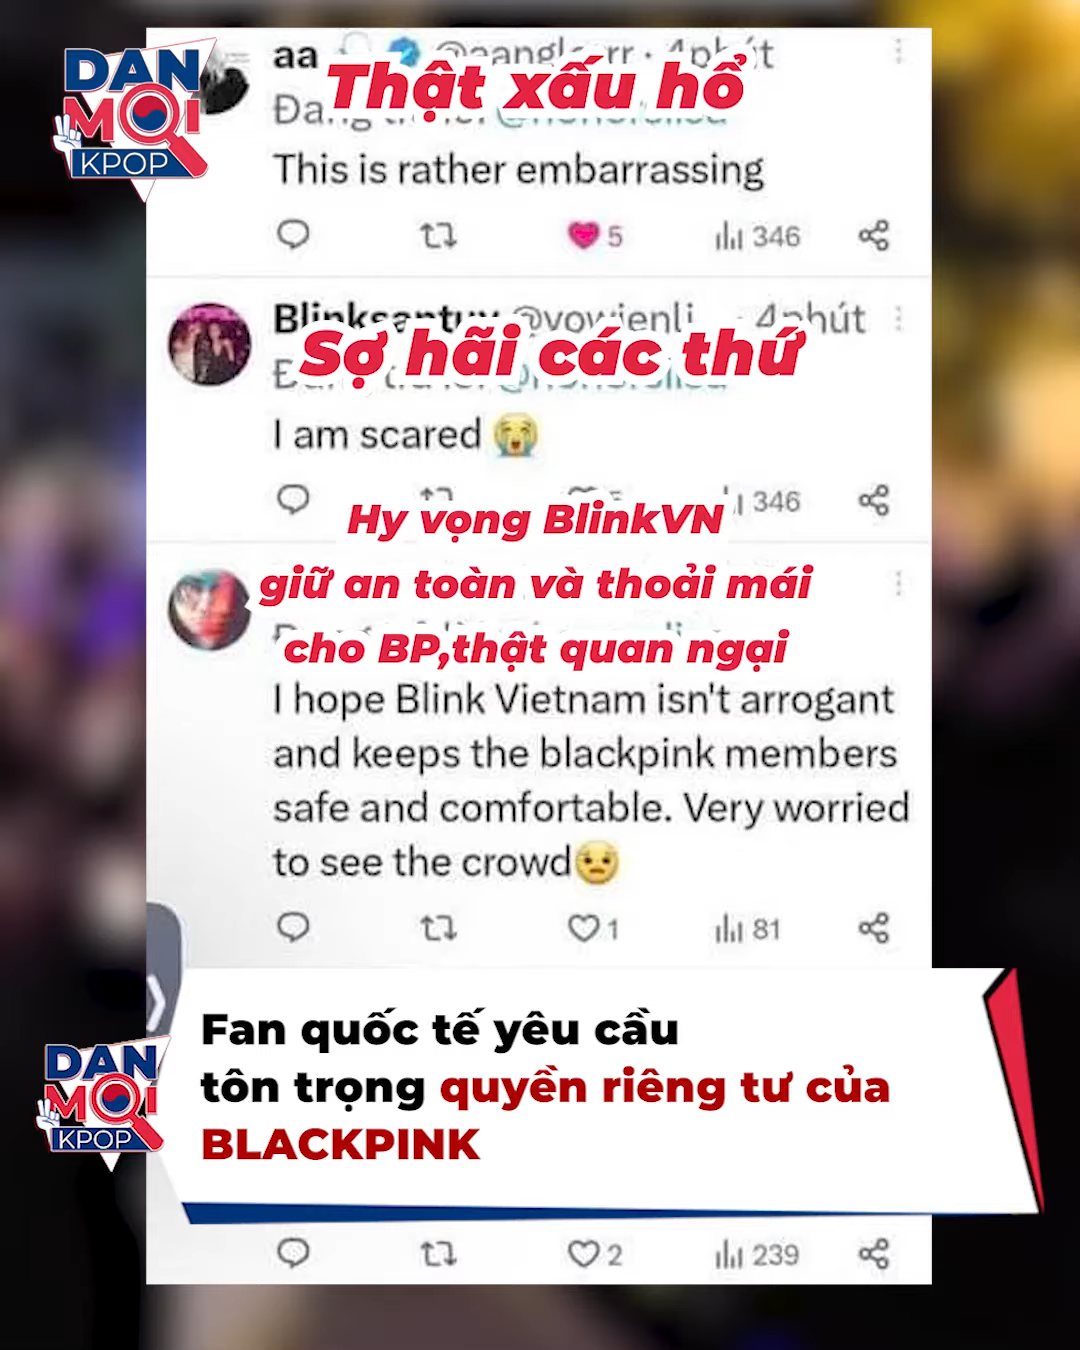 DAN
MỌI
KPOP
aa
Thật xấu hổ
This is rather embarrassing
5
346
4phút
Sợ hãi các thứ
I am scared 😭
346
Hy vọng BlinkVN
giữ an toàn và thoải mái
cho BP,thật quan ngại
I hope Blink Vietnam isn't arrogant
and keeps the blackpink members
safe and comfortable. Very worried
to see the crowd😟
1
81
DAN
MỌI
KPOP
Fan quốc tế yêu cầu
tôn trọng quyền riêng tư của
BLACKPINK
2
239